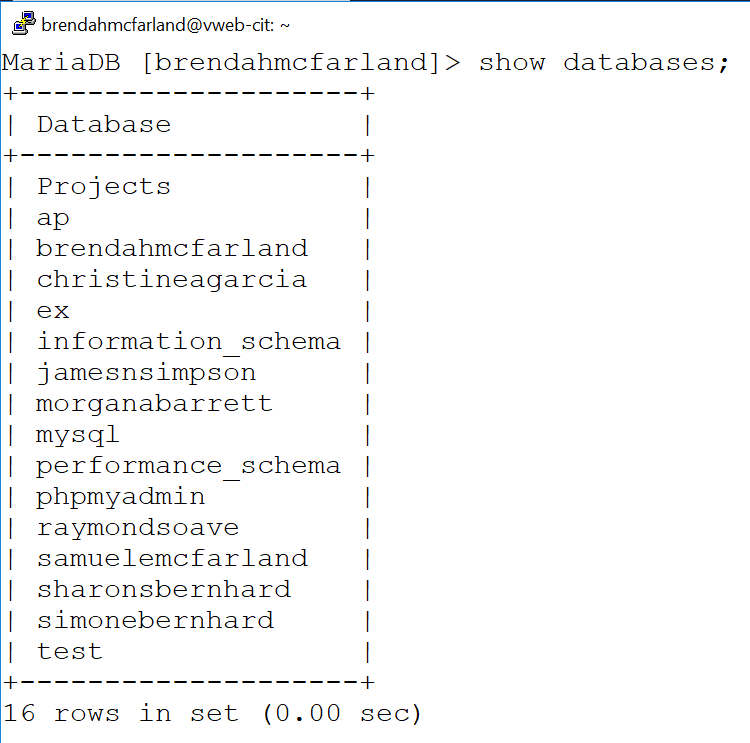 brendahmcfarland@vweb-cit: ~
MariaDB [brendahmcfarland]> show databases;
+--------------------+
| Database           |
+--------------------+
| Projects           |
| ap                 |
| brendahmcfarland   |
| christineagarcia   |
| ex                 |
| information_schema |
| jamesnsimpson      |
| morganabarrett     |
| mysql              |
| performance_schema |
| phpmyadmin         |
| raymondsoave       |
| samuelemcfarland   |
| sharonsbernhard    |
| simonebernhard     |
| test               |
+--------------------+
16 rows in set (0.00 sec)